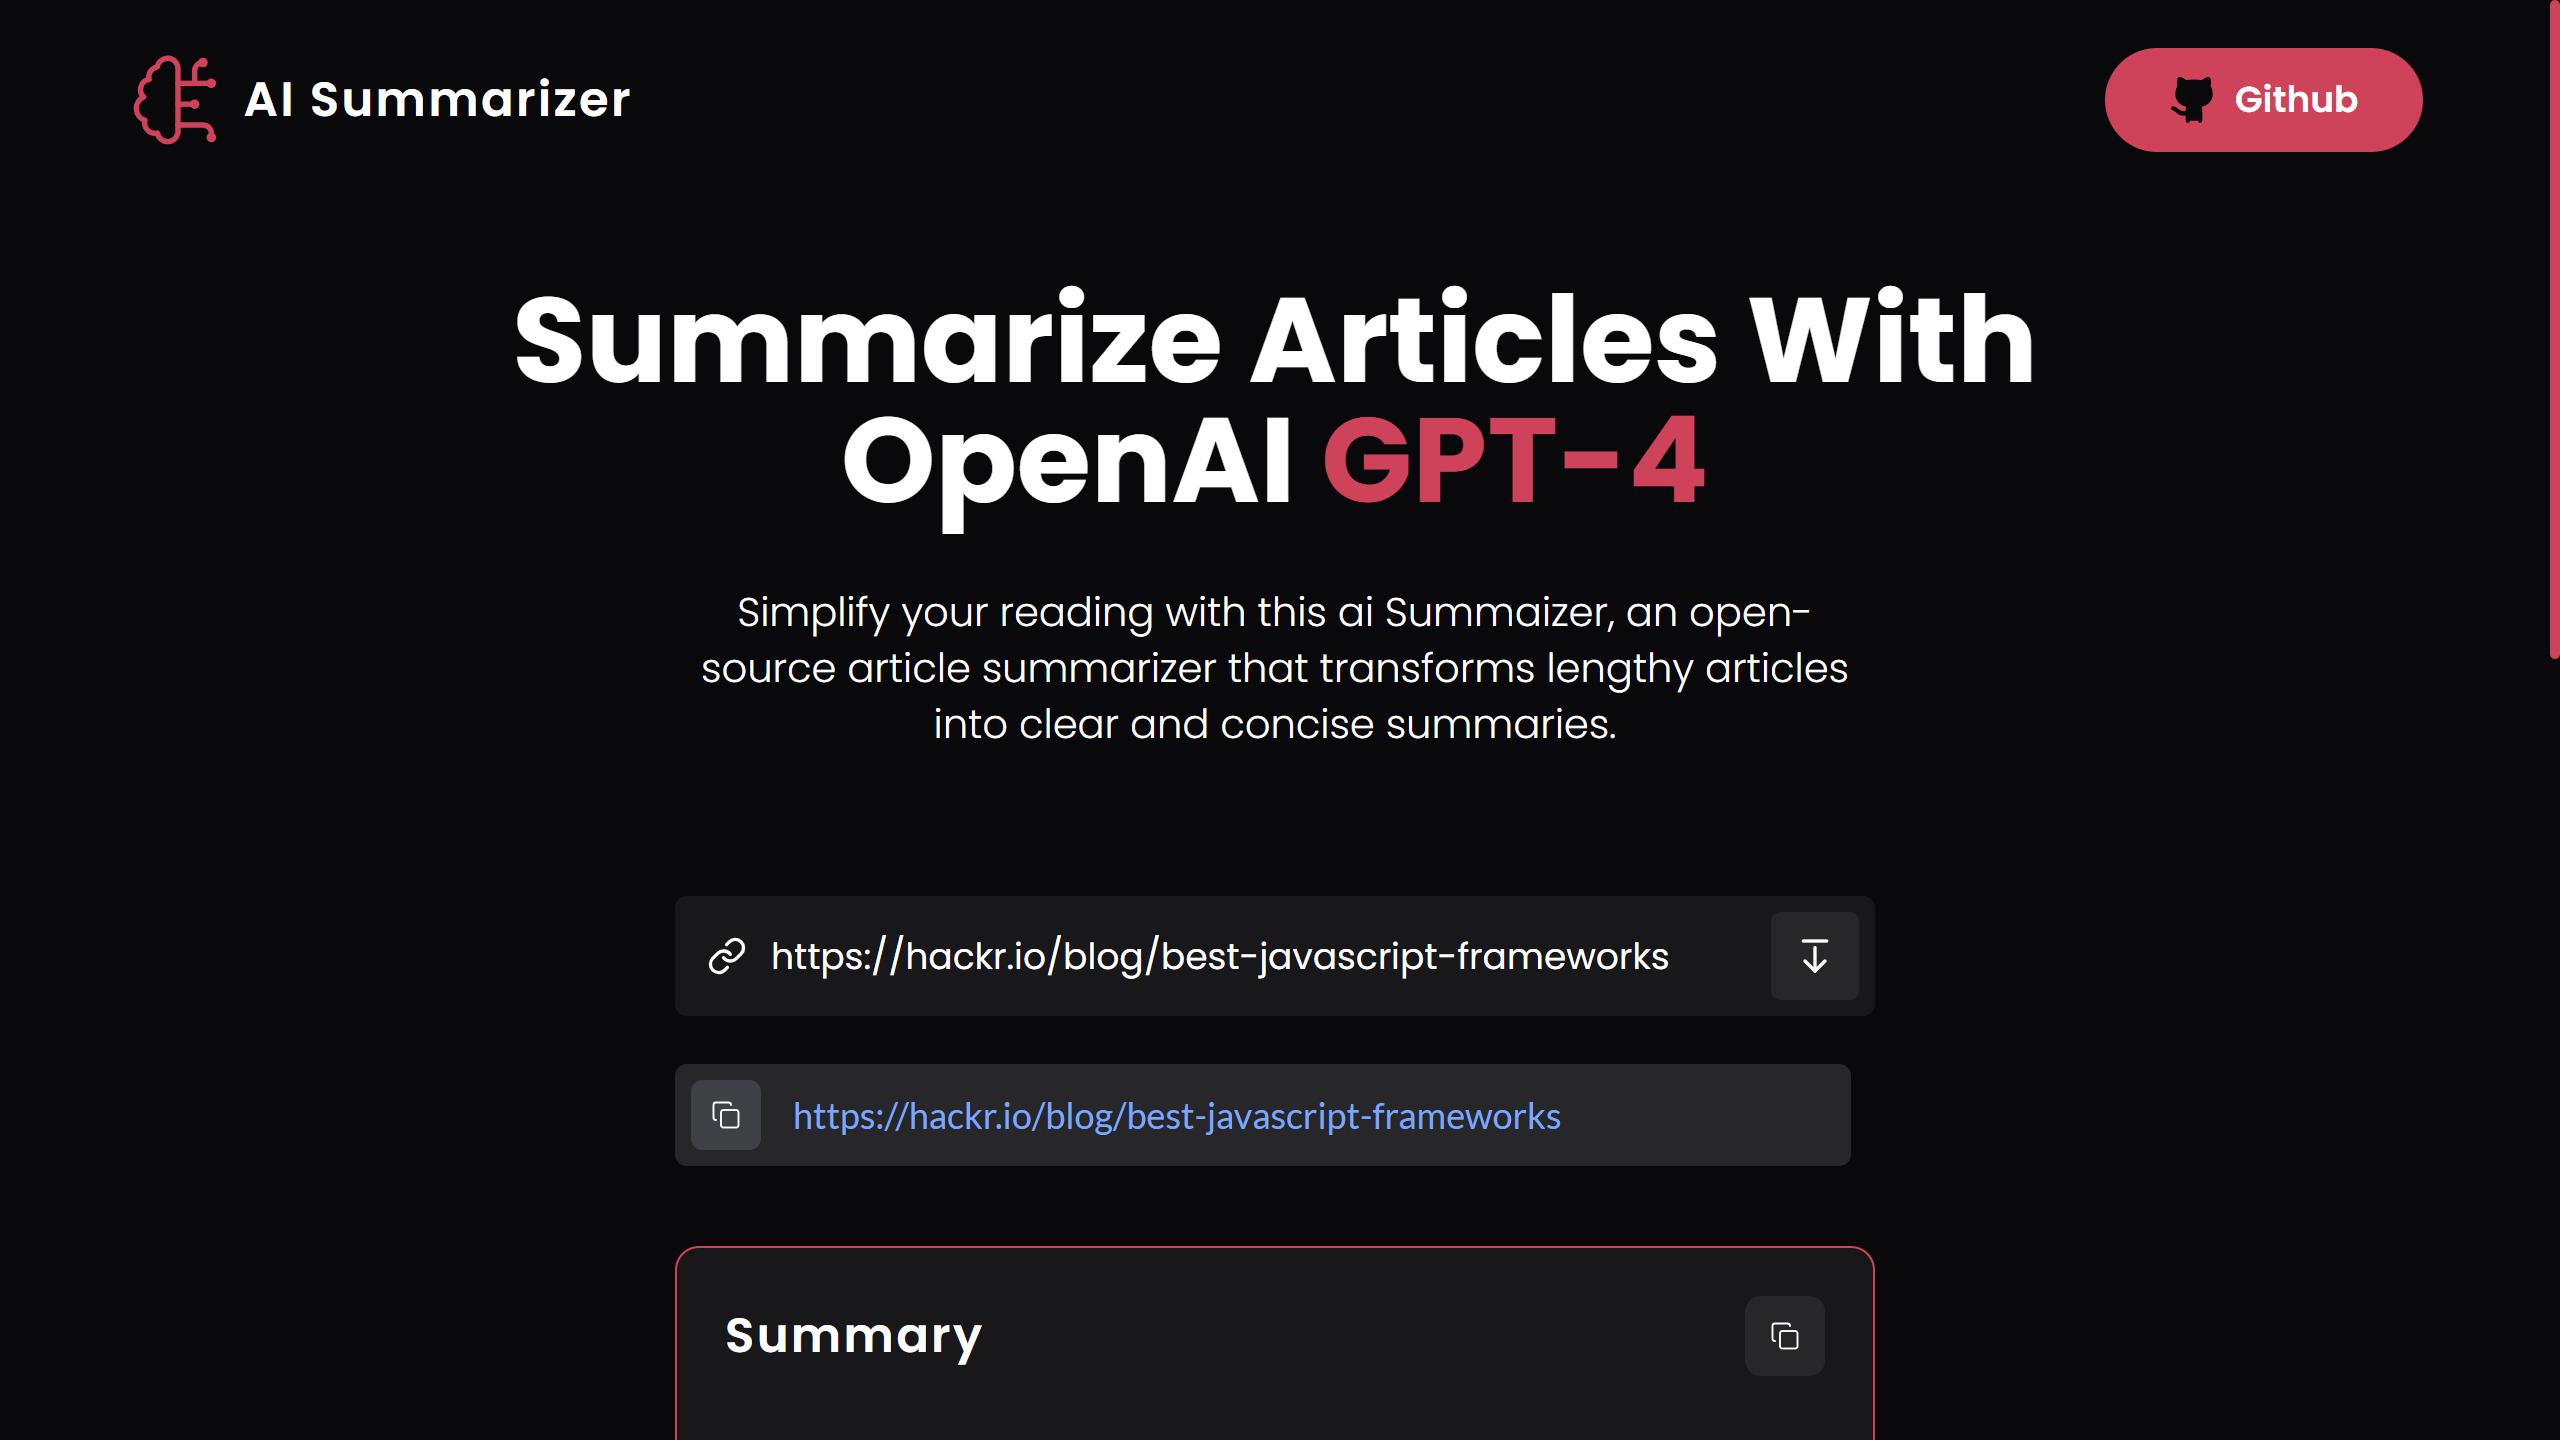 AI Summarizer
Github
Summarize Articles With
OpenAI GPT-4
Simplify your reading with this ai Summaizer, an open-
source article summarizer that transforms lengthy articles
into clear and concise summaries.
https://hackr.io/blog/best-javascript-frameworks
https://hackr.io/blog/best-javascript-frameworks
Summary